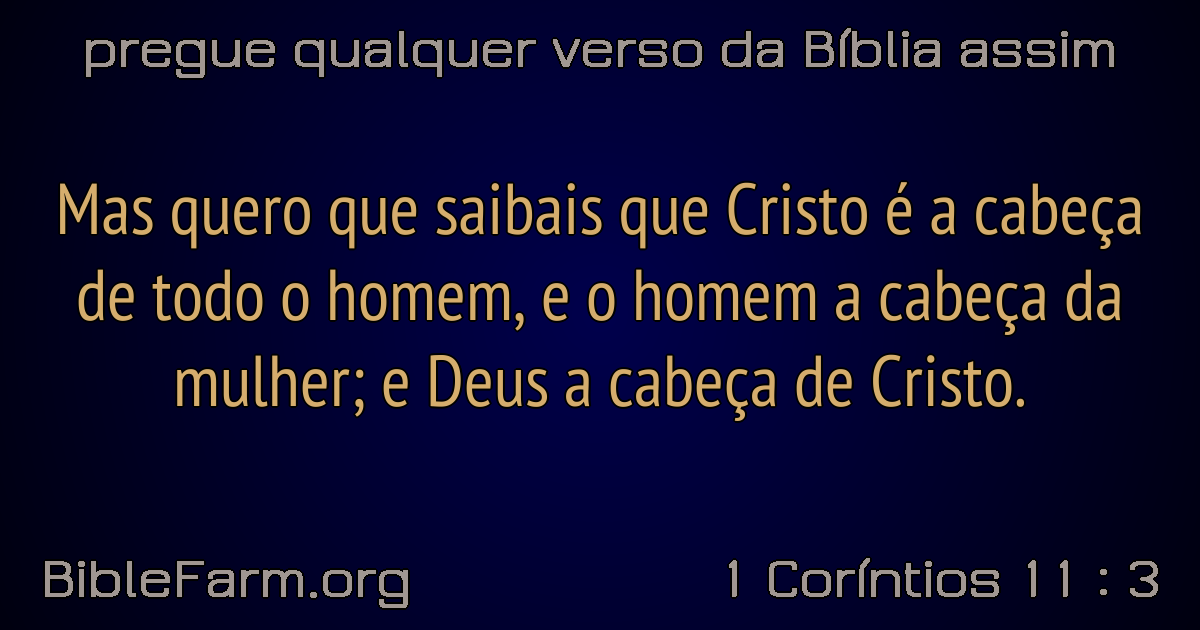 pregue qualquer verso da Bíblia assim
Mas quero que saibais que Cristo é a cabeça
de todo o homem, e o homem a cabeça da
mulher; e Deus a cabeça de Cristo.
BibleFarm.org
1 Coríntios 11 : 3